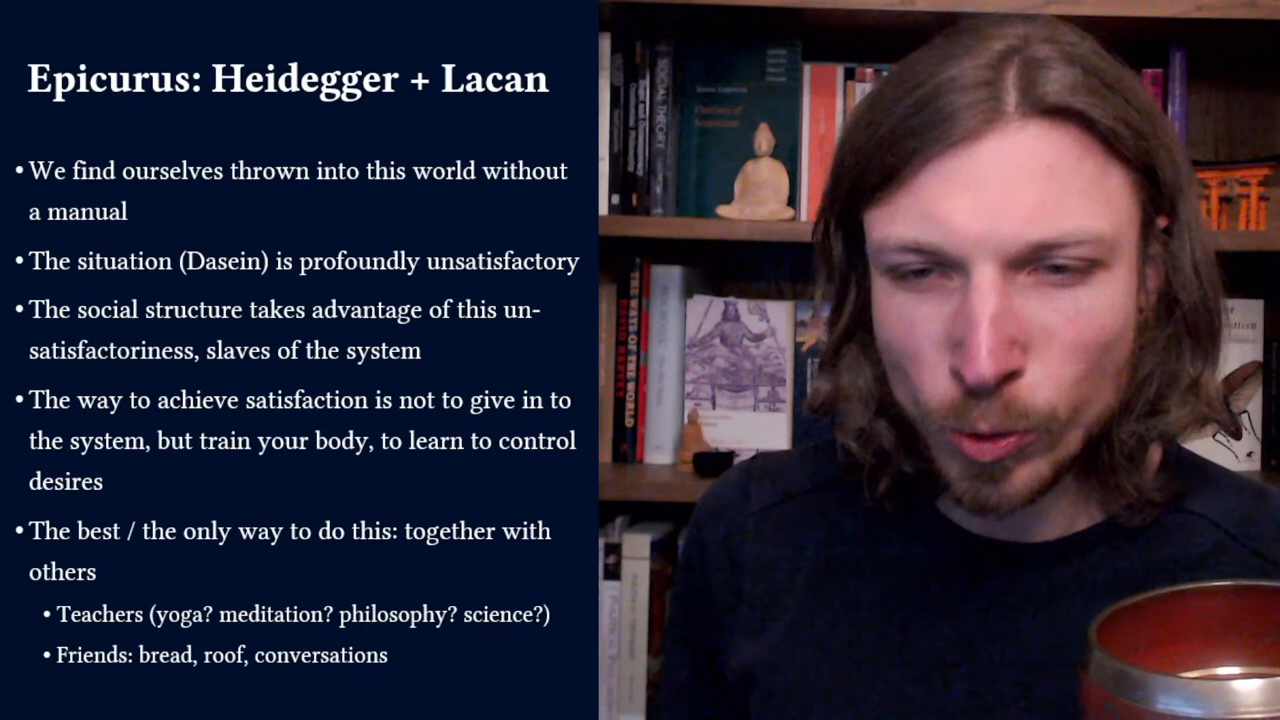 Epicurus: Heidegger + Lacan
• We find ourselves thrown into this world without
a manual
• The situation (Dasein) is profoundly unsatisfactory
• The social structure takes advantage of this un-
satisfactoriness, slaves of the system
• The way to achieve satisfaction is not to give in to
the system, but train your body, to learn to control
desires
• The best / the only way to do this: together with
others
• Teachers (yoga? meditation? philosophy? science?)
• Friends: bread, roof, conversations
SOCIAL THEORY
THE WAYS OF THE WORLD
DAVID HARVEY